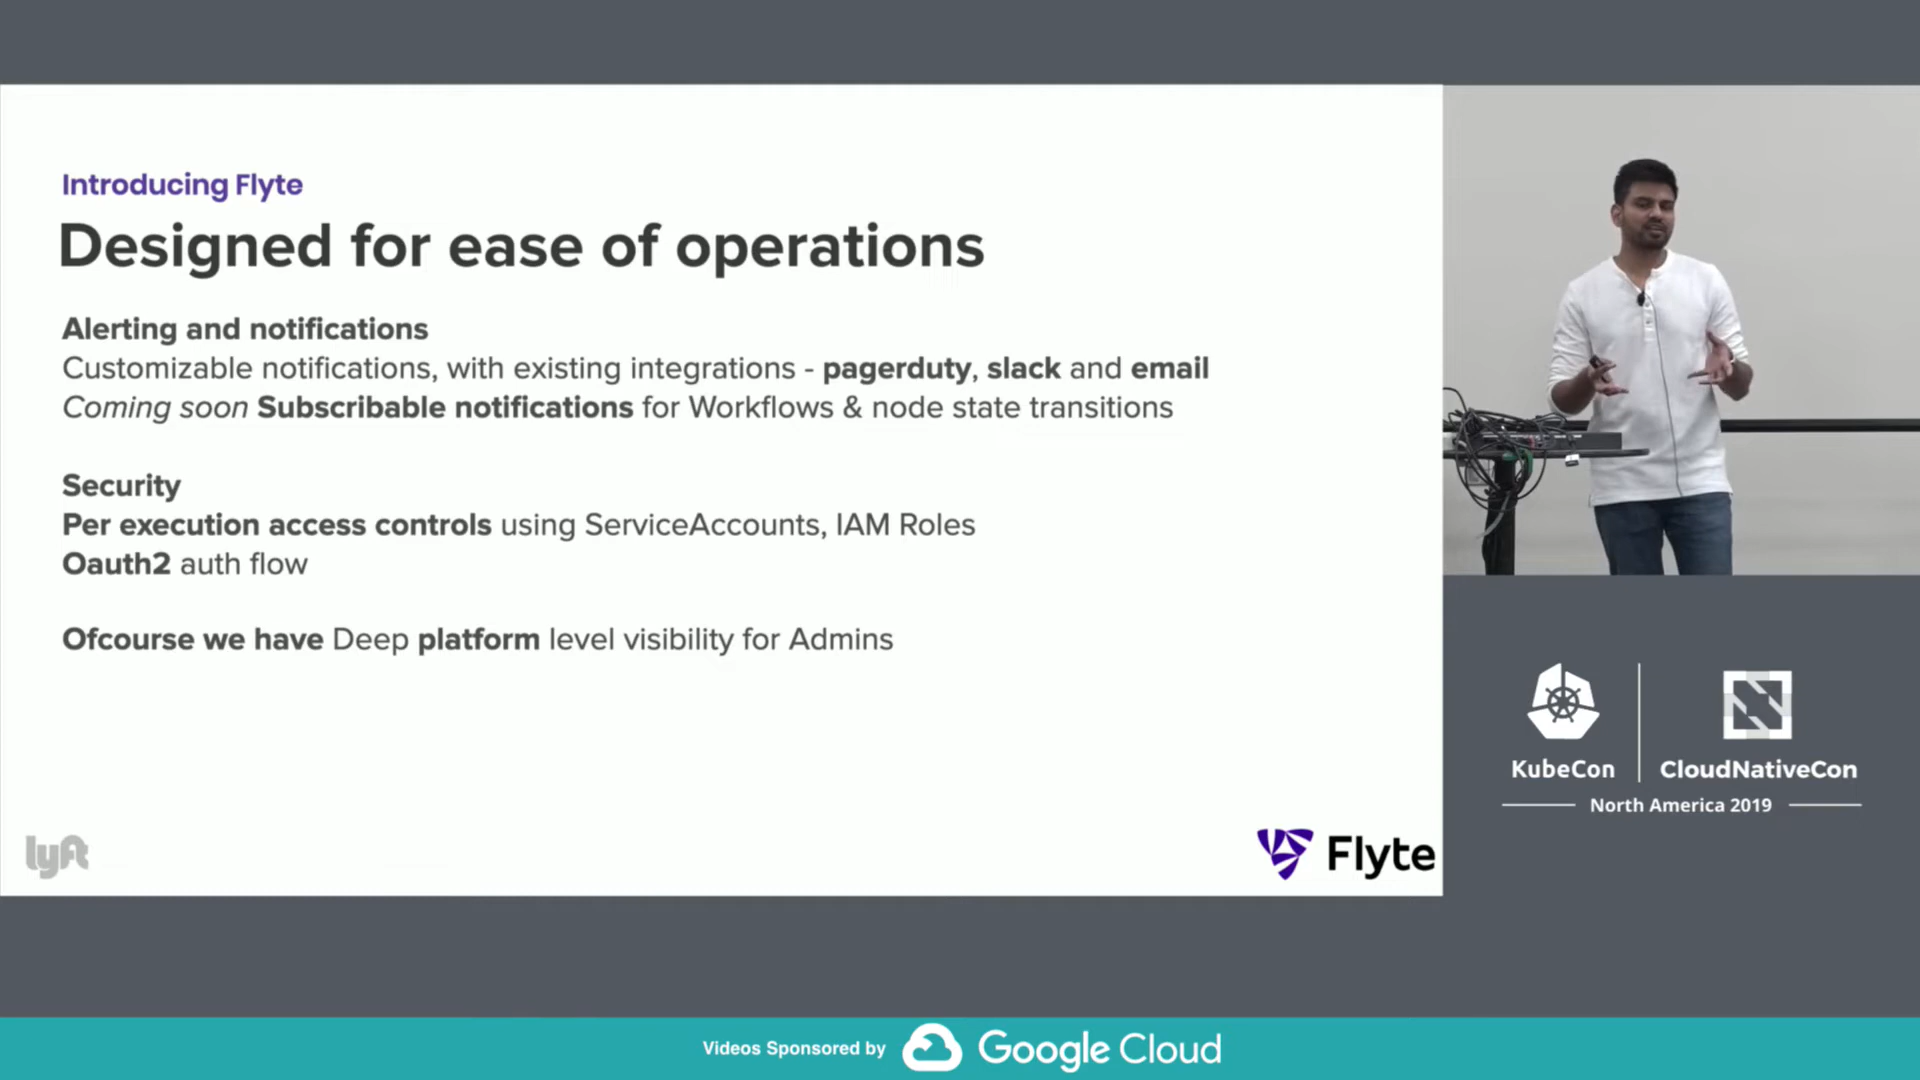 Introducing Flyte
Designed for ease of operations
Alerting and notifications
Customizable notifications, with existing integrations - pagerduty, slack and email
Coming soon Subscribable notifications for Workflows & node state transitions
Security
Per execution access controls using ServiceAccounts, IAM Roles
Oauth2 auth flow
Ofcourse we have Deep platform level visibility for Admins
lyft
Flyte
KubeCon
CloudNativeCon
North America 2019
Videos Sponsored by Google Cloud